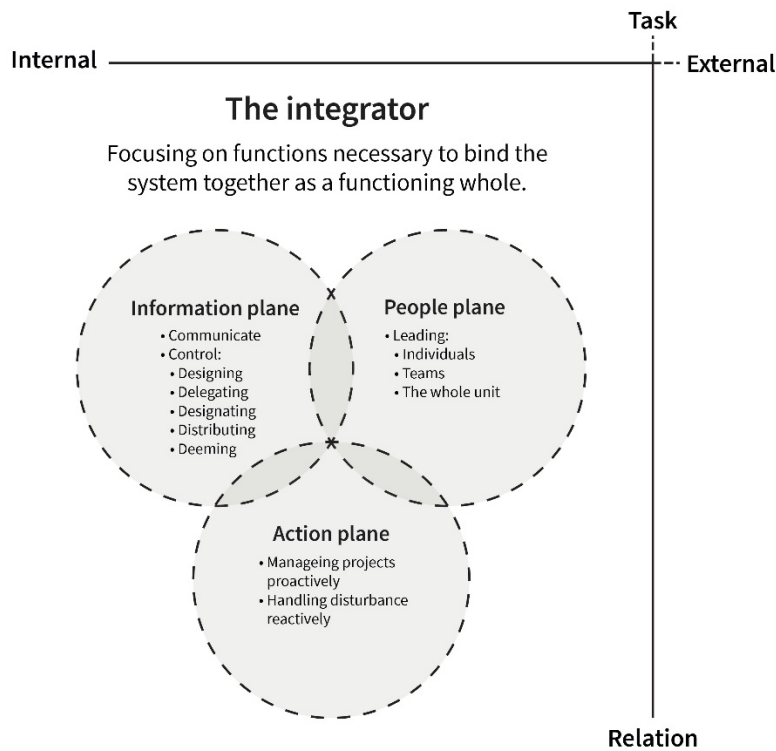 Task
Internal
External
The integrator
Focusing on functions necessary to bind the
system together as a functioning whole.
Information plane
• Communicate
• Control:
• Designing
• Delegating
• Designating
• Distributing
• Deeming
People plane
• Leading:
• Individuals
• Teams
• The whole unit
Action plane
• Manageing projects
proactively
• Handling disturbance
reactively
Relation